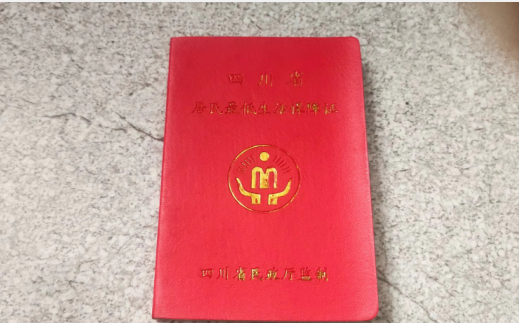 四川省
居民最低生活保障证
四川省民政厅监制